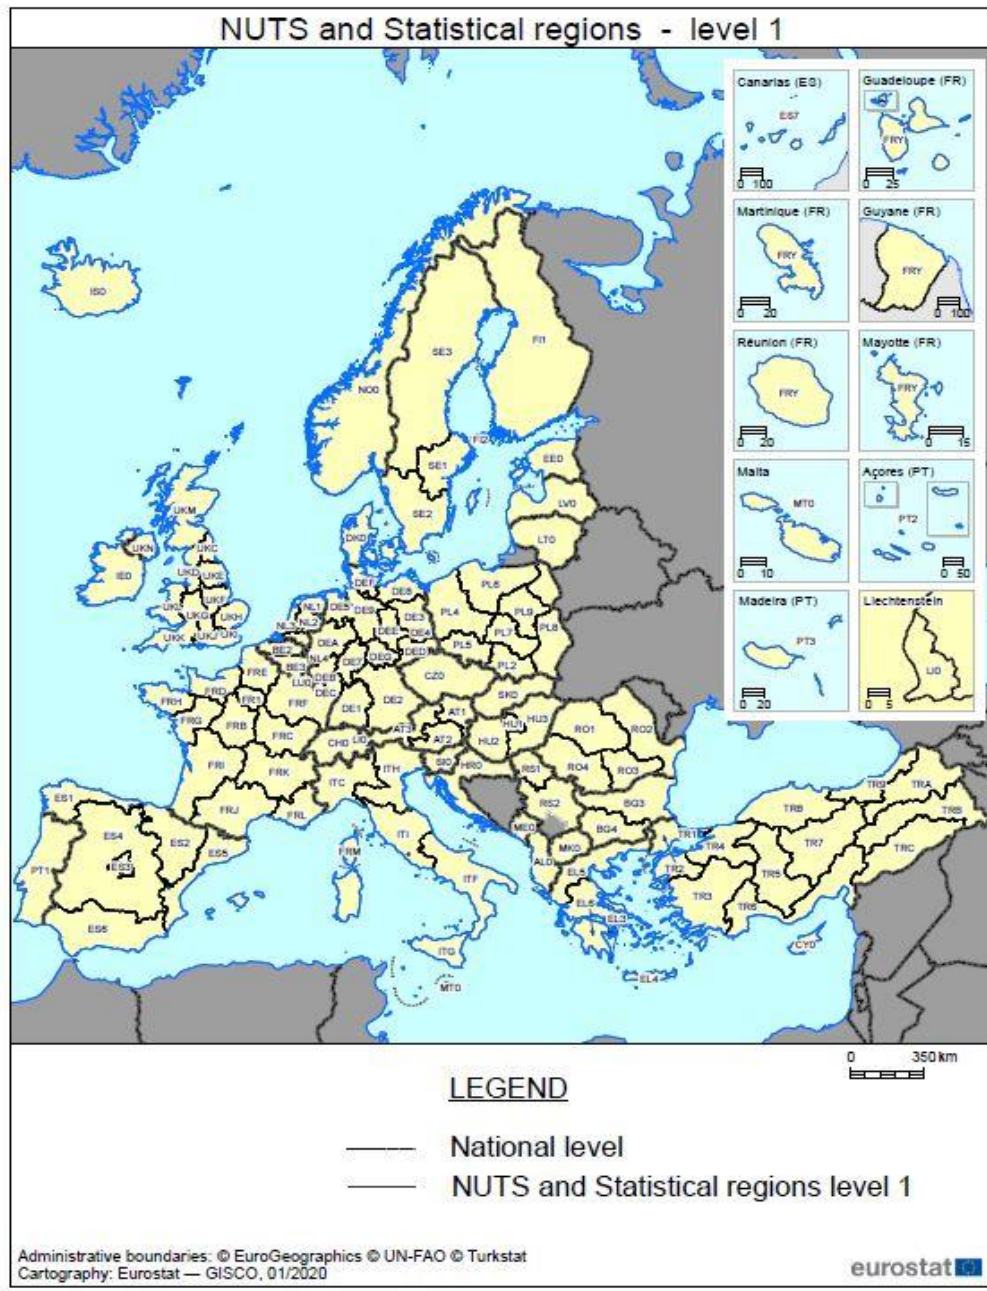 NUTS and Statistical regions - level 1
Canarias (ES)
ES7
0 100
Guadeloupe (FR)
FRY
0 25
Martinique (FR)
FRY
0 20
Guyane (FR)
FRY
0 100
Réunion (FR)
FRY
0 20
Mayotte (FR)
FRY
0 15
Malta
MT0
0 10
Açores (PT)
PT2
0 50
Madeira (PT)
PT3
0 20
Liechtenstein
LI0
0 5
IS0
SE3
FI1
NO0
FI2
SE1
EE0
LV0
SE2
UKM
DK0
LT0
UKN
UKC
IE0
UKD
UKE
DEF
DE8
PL6
UKF
NL1
DE5
DE9
PL4
PL9
UKG
UKH
NL2
DEE
DE3
PL8
NL3
DE4
PL7
UKK
UKJ
DEA
PL5
BE2
NL4
DEG
DED
PL2
BE3
DE7
FRE
LU0
DEB
CZ0
DEC
SK0
FRD
FR1
FRF
DE1
DE2
FRH
AT1
FRG
FRB
HU1
HU3
AT3
AT2
RO1
RO2
FRC
CH0
LI0
HU2
FRI
ITH
SI0
HR0
RS1
RO4
RO3
FRK
ITC
ES1
FRJ
FRL
RS2
BG3
TR9
TRA
TR8
TRB
ES4
ITI
ME0
BG4
TR1
ES2
ES5
FRM
MK0
TR4
TR7
TRC
PT1
ES3
AL0
EL5
TR2
TR5
ITF
TR3
TR6
ES6
EL6
EL3
CY0
ITG
EL4
MT0
0 350 km
LEGEND
National level
NUTS and Statistical regions level 1
Administrative boundaries: © EuroGeographics © UN-FAO © Turkstat
Cartography: Eurostat — GISCO, 01/2020
eurostat